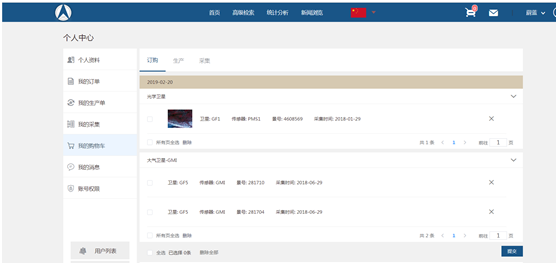 首页 高级检索 统计分析 新闻浏览
个人中心
个人资料
我的订单
我的生产单
我的采集
我的购物车
我的消息
账号权限
用户列表
订购 生产 采集
2019-02-20
光学卫星
卫星: GF1 传感器: PMS1 景号: 4608569 采集时间: 2018-01-29
所有页全选 删除 共 1 条 1 前往 1 页
大气卫星-GMI
卫星: GF5 传感器: GMI 景号: 281710 采集时间: 2018-06-29
卫星: GF5 传感器: GMI 景号: 281704 采集时间: 2018-06-29
所有页全选 删除 共 2 条 1 前往 1 页
全选 已选择 0条 删除全部 提交